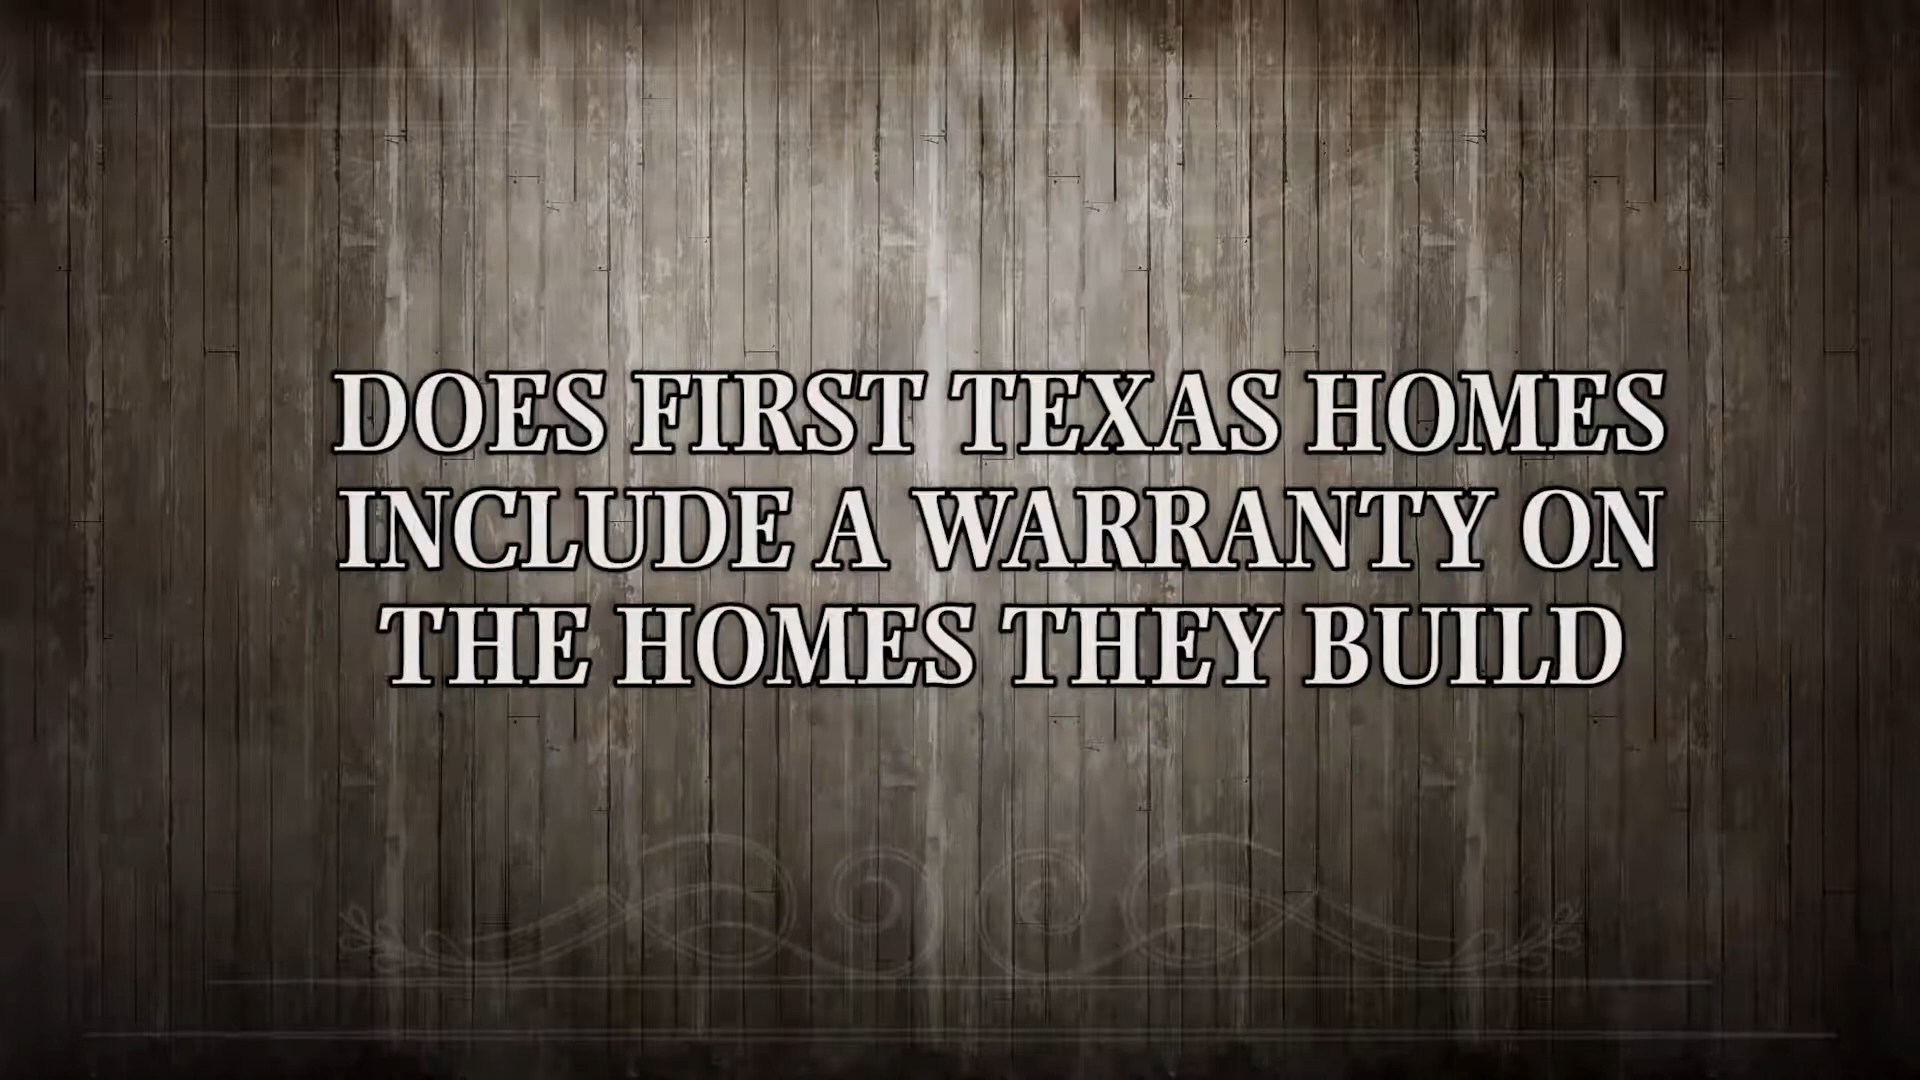 DOES FIRST TEXAS HOMES
INCLUDE A WARRANTY ON
THE HOMES THEY BUILD